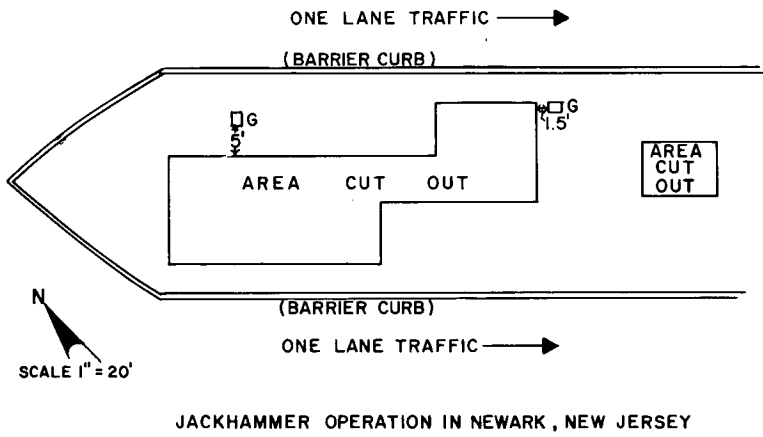 ONE LANE TRAFFIC
(BARRIER CURB)
G
5'
G
1.5'
AREA CUT OUT
AREA
CUT
OUT
N
(BARRIER CURB)
ONE LANE TRAFFIC
SCALE 1" = 20'
JACKHAMMER OPERATION IN NEWARK, NEW JERSEY